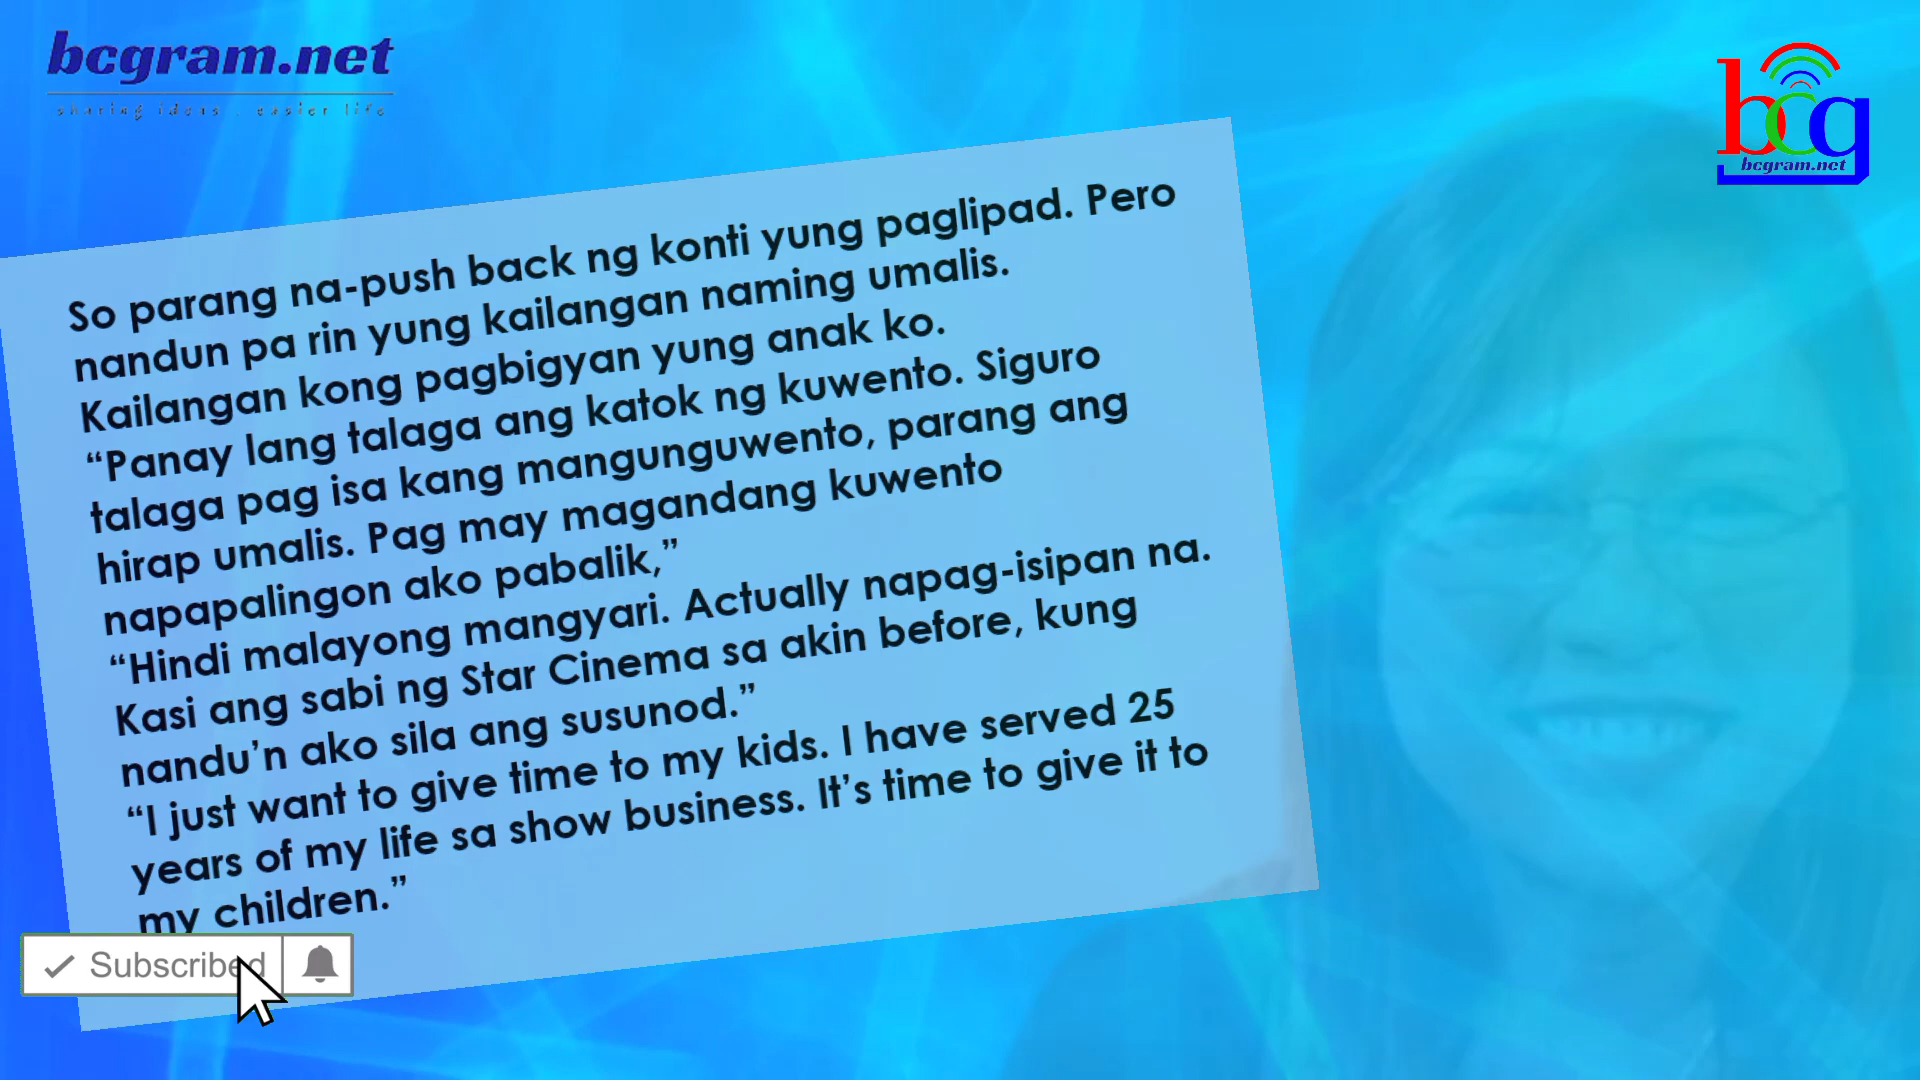 bcgram.net
sharing ideas . easier life
bcg
bcgram.net
So parang na-push back ng konti yung paglipad. Pero
nandun pa rin yung kailangan naming umalis.
Kailangan kong pagbigyan yung anak ko.
“Panay lang talaga ang katok ng kuwento. Siguro
talaga pag isa kang mangunguwento, parang ang
hirap umalis. Pag may magandang kuwento
napapalingon ako pabalik,”
“Hindi malayong mangyari. Actually napag-isipan na.
Kasi ang sabi ng Star Cinema sa akin before, kung
nandu’n ako sila ang susunod.”
“I just want to give time to my kids. I have served 25
years of my life sa show business. It’s time to give it to
my children.”
Subscribed